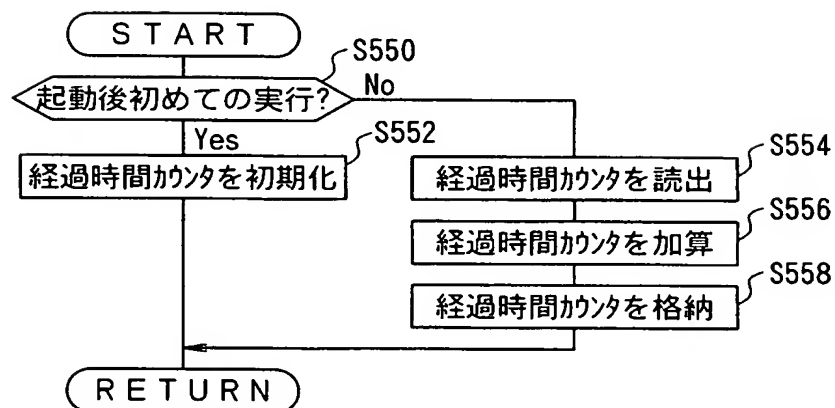 START
S550
起動後初めての実行?
No
Yes
S552
経過時間ｶｳﾝﾀを初期化
S554
経過時間ｶｳﾝﾀを読出
S556
経過時間ｶｳﾝﾀを加算
S558
経過時間ｶｳﾝﾀを格納
RETURN